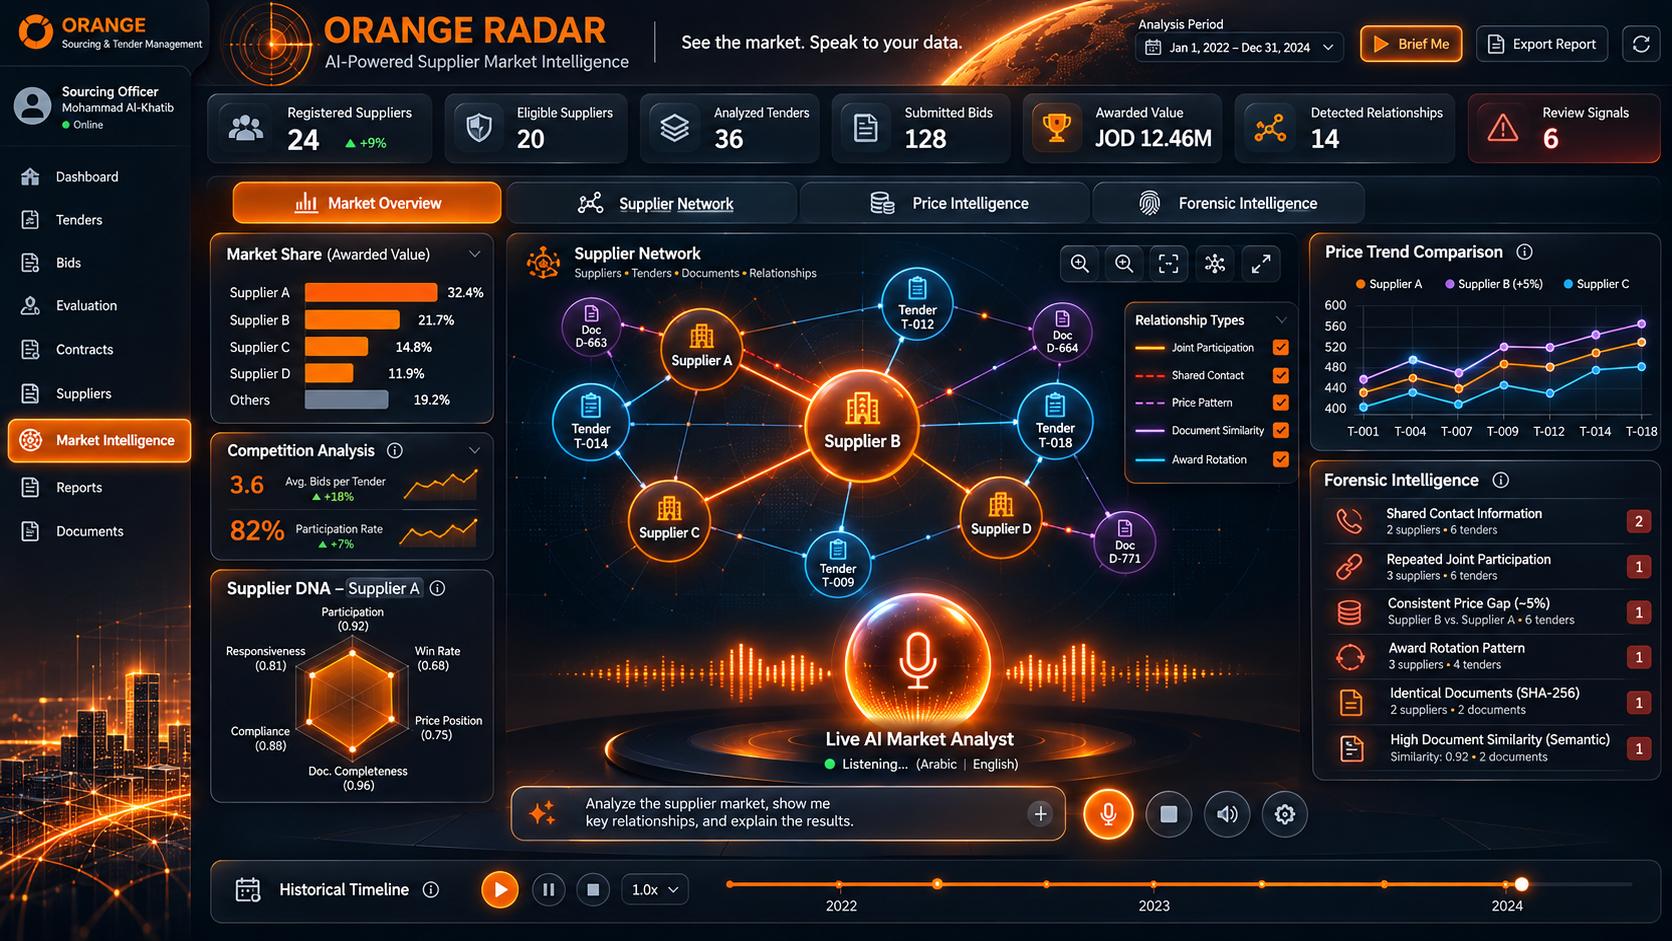 ORANGE
Sourcing & Tender Management
ORANGE RADAR
AI-Powered Supplier Market Intelligence
See the market. Speak to your data.
Analysis Period
Jan 1, 2022 – Dec 31, 2024
Brief Me
Export Report
Sourcing Officer
Mohammad Al-Khatib
Online
Dashboard
Tenders
Bids
Evaluation
Contracts
Suppliers
Market Intelligence
Reports
Documents
Registered Suppliers
24 ▲ +9%
Eligible Suppliers
20
Analyzed Tenders
36
Submitted Bids
128
Awarded Value
JOD 12.46M
Detected Relationships
14
Review Signals
6
Market Overview
Supplier Network
Price Intelligence
Forensic Intelligence
Market Share (Awarded Value)
Supplier A 32.4%
Supplier B 21.7%
Supplier C 14.8%
Supplier D 11.9%
Others 19.2%
Competition Analysis
3.6 Avg. Bids per Tender
▲ +18%
82% Participation Rate
▲ +7%
Supplier DNA – Supplier A
Participation
(0.92)
Responsiveness
(0.81)
Win Rate
(0.68)
Compliance
(0.88)
Price Position
(0.75)
Doc. Completeness
(0.96)
Supplier Network
Suppliers • Tenders • Documents • Relationships
Doc
D-663
Supplier A
Tender
T-012
Doc
D-664
Tender
T-014
Supplier B
Tender
T-018
Supplier C
Supplier D
Tender
T-009
Doc
D-771
Relationship Types
Joint Participation
Shared Contact
Price Pattern
Document Similarity
Award Rotation
Live AI Market Analyst
Listening... (Arabic | English)
Analyze the supplier market, show me
key relationships, and explain the results.
Price Trend Comparison
Supplier A Supplier B (+5%) Supplier C
600
560
520
480
440
400
T-001 T-004 T-007 T-009 T-012 T-014 T-018
Forensic Intelligence
Shared Contact Information
2 suppliers • 6 tenders
2
Repeated Joint Participation
3 suppliers • 6 tenders
1
Consistent Price Gap (~5%)
Supplier B vs. Supplier A • 6 tenders
1
Award Rotation Pattern
3 suppliers • 4 tenders
1
Identical Documents (SHA-256)
2 suppliers • 2 documents
1
High Document Similarity (Semantic)
Similarity: 0.92 • 2 documents
1
Historical Timeline
1.0x
2022
2023
2024